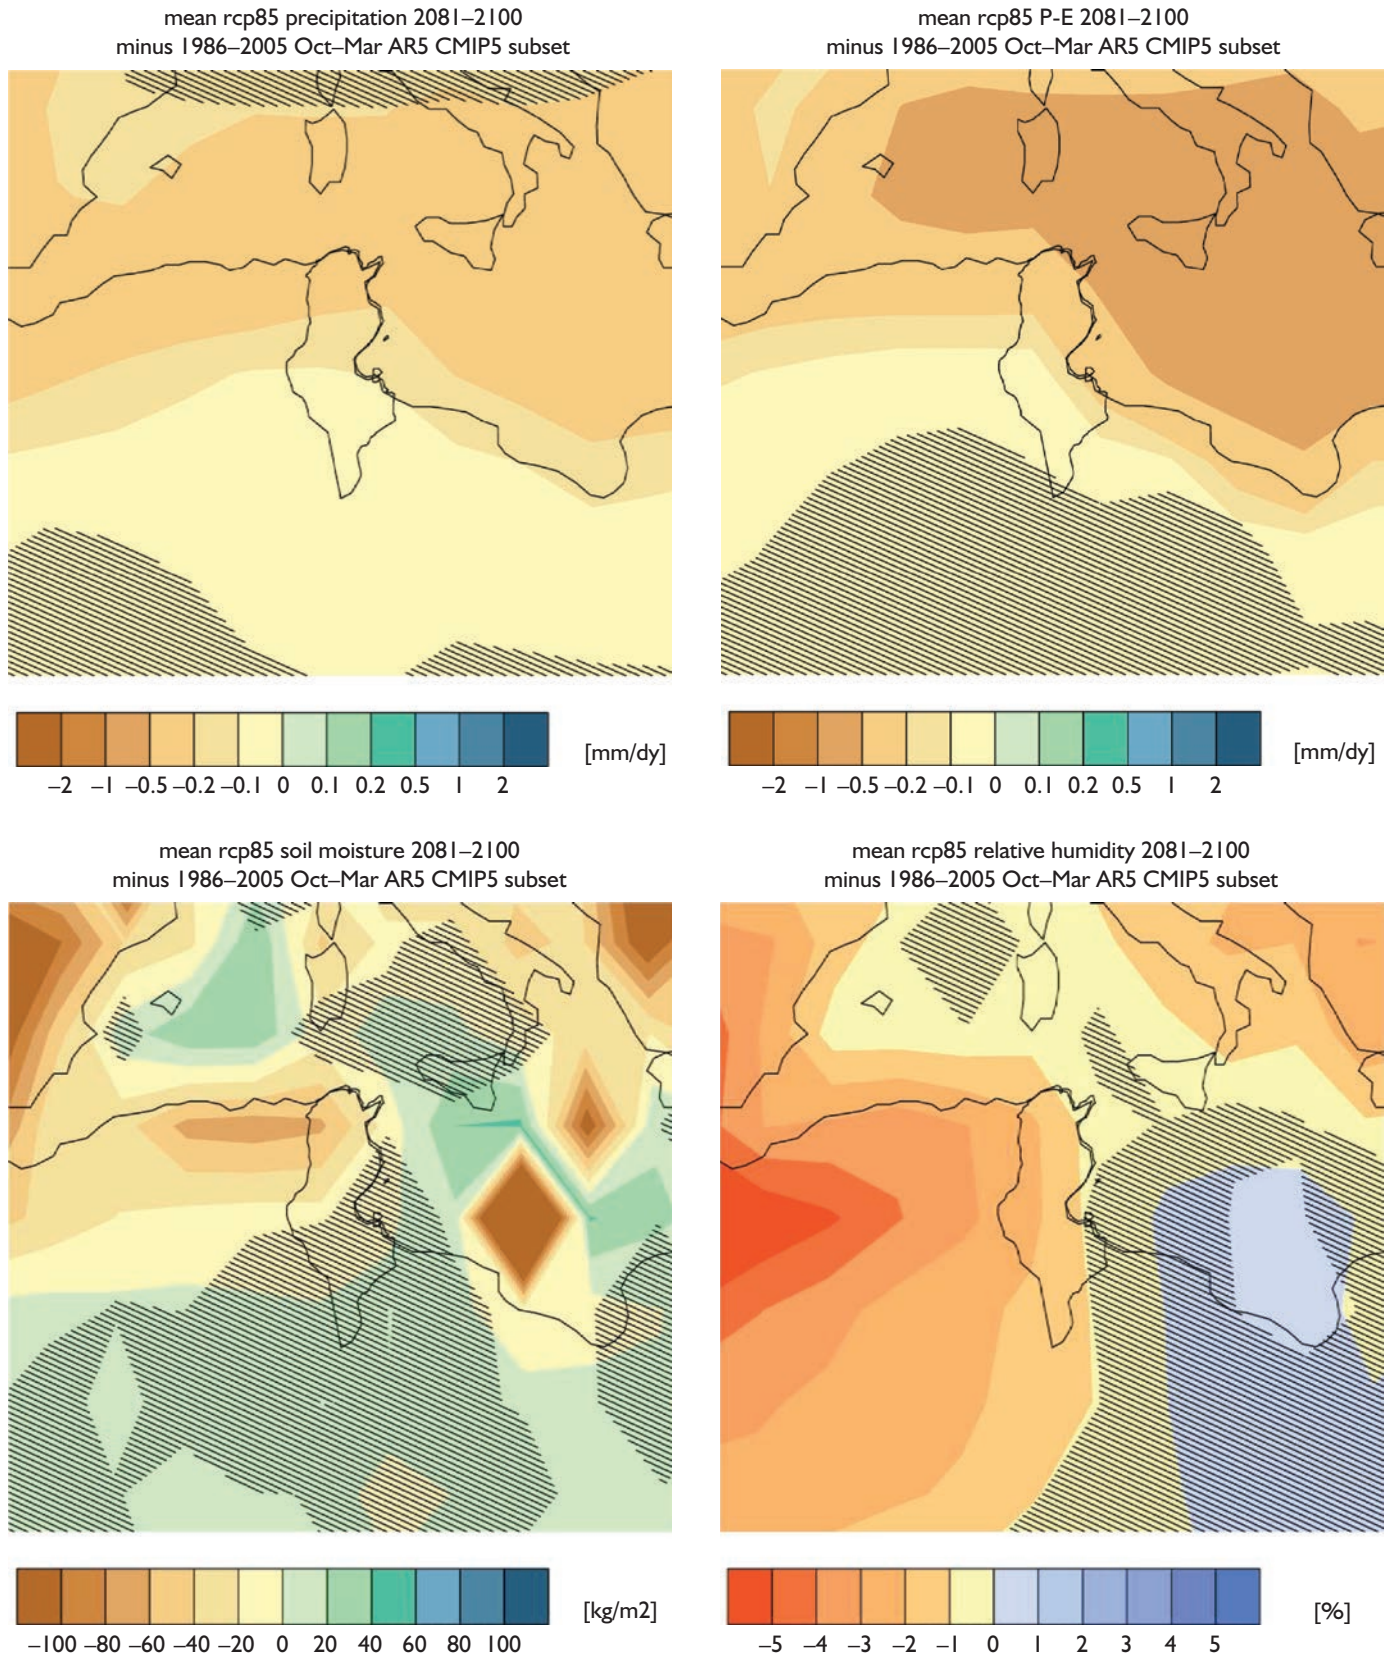 mean rcp85 precipitation 2081–2100
minus 1986–2005 Oct–Mar AR5 CMIP5 subset
mean rcp85 P-E 2081–2100
minus 1986–2005 Oct–Mar AR5 CMIP5 subset
–2 –1 –0.5 –0.2 –0.1 0 0.1 0.2 0.5 1 2
[mm/dy]
–2 –1 –0.5 –0.2 –0.1 0 0.1 0.2 0.5 1 2
[mm/dy]
mean rcp85 soil moisture 2081–2100
minus 1986–2005 Oct–Mar AR5 CMIP5 subset
mean rcp85 relative humidity 2081–2100
minus 1986–2005 Oct–Mar AR5 CMIP5 subset
–100 –80 –60 –40 –20 0 20 40 60 80 100
[kg/m2]
–5 –4 –3 –2 –1 0 1 2 3 4 5
[%]